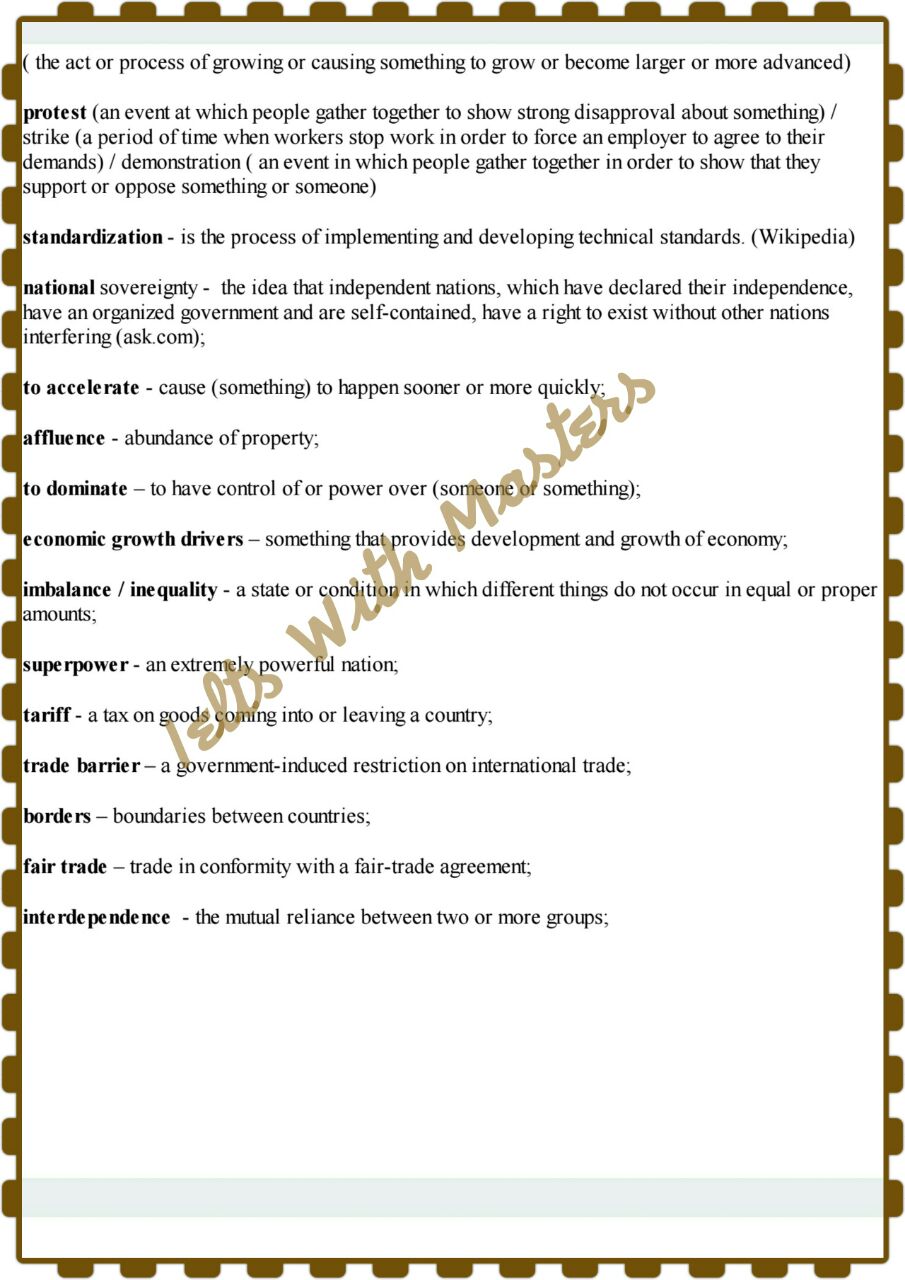 ( the act or process of growing or causing something to grow or become larger or more advanced)
protest (an event at which people gather together to show strong disapproval about something) /
strike (a period of time when workers stop work in order to force an employer to agree to their
demands) / demonstration ( an event in which people gather together in order to show that they
support or oppose something or someone)
standardization - is the process of implementing and developing technical standards. (Wikipedia)
national sovereignty -  the idea that independent nations, which have declared their independence,
have an organized government and are self-contained, have a right to exist without other nations
interfering (ask.com);
to accelerate - cause (something) to happen sooner or more quickly;
affluence - abundance of property;
to dominate – to have control of or power over (someone or something);
economic growth drivers – something that provides development and growth of economy;
imbalance / inequality - a state or condition in which different things do not occur in equal or proper
amounts;
superpower - an extremely powerful nation;
tariff - a tax on goods coming into or leaving a country;
trade barrier – a government-induced restriction on international trade;
borders – boundaries between countries;
fair trade – trade in conformity with a fair-trade agreement;
interdependence  - the mutual reliance between two or more groups;
Ielts With Masters